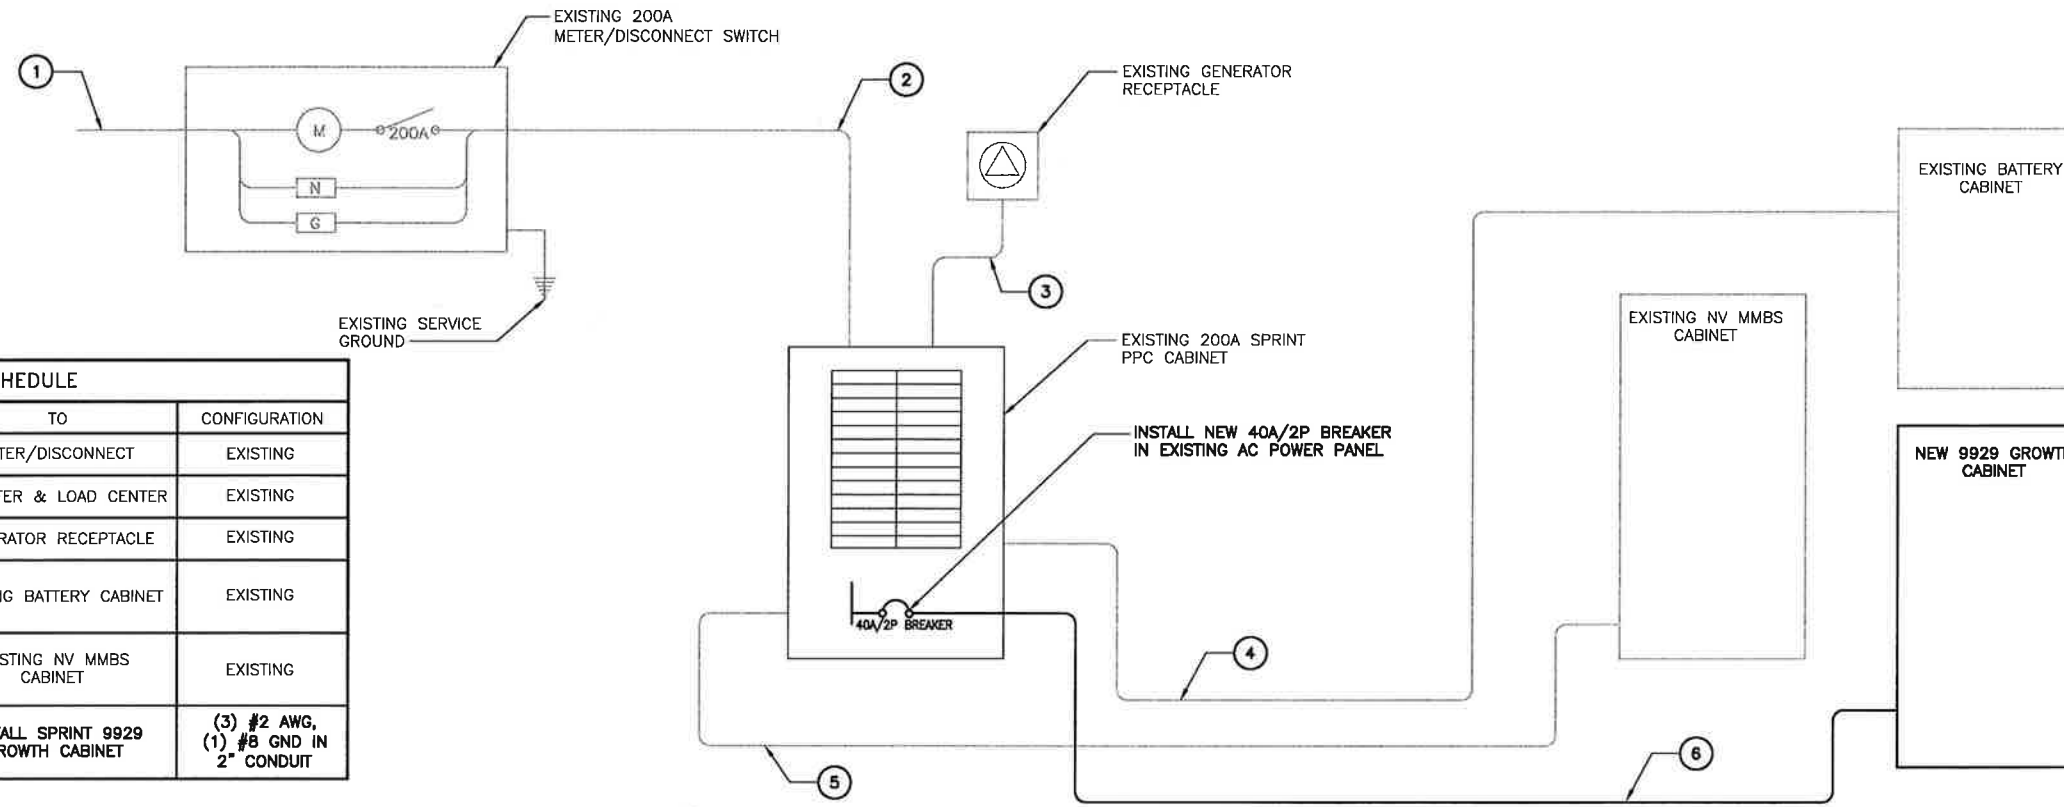 EXISTING 200A
METER/DISCONNECT SWITCH
1
M
200A
N
G
2
EXISTING GENERATOR
RECEPTACLE
3
EXISTING SERVICE
GROUND
EXISTING 200A SPRINT
PPC CABINET
INSTALL NEW 40A/2P BREAKER
IN EXISTING AC POWER PANEL
40A/2P BREAKER
EXISTING BATTERY
CABINET
EXISTING NV MMBS
CABINET
NEW 9929 GROWTH
CABINET
4
5
6
HEDULE
TO CONFIGURATION
TER/DISCONNECT EXISTING
TER & LOAD CENTER EXISTING
RATOR RECEPTACLE EXISTING
NG BATTERY CABINET EXISTING
STING NV MMBS
CABINET EXISTING
ALL SPRINT 9929
ROWTH CABINET
(3) #2 AWG,
(1) #8 GND IN
2" CONDUIT